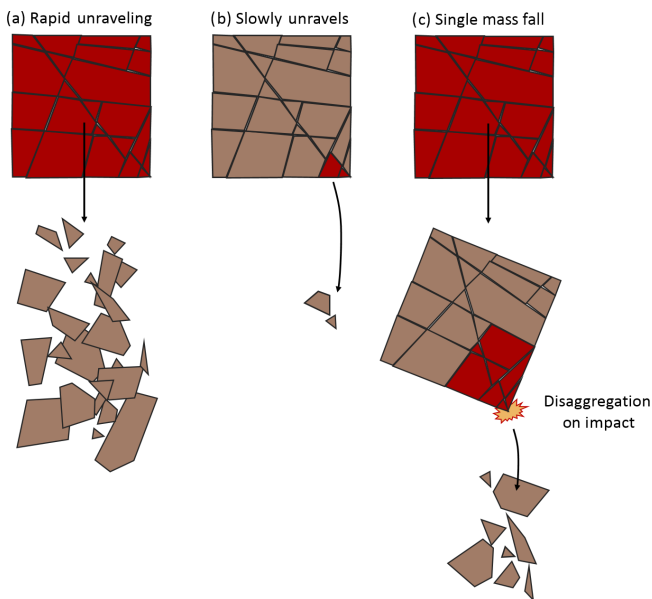 (a) Rapid unraveling
(b) Slowly unravels
(c) Single mass fall
Disaggregation
on impact